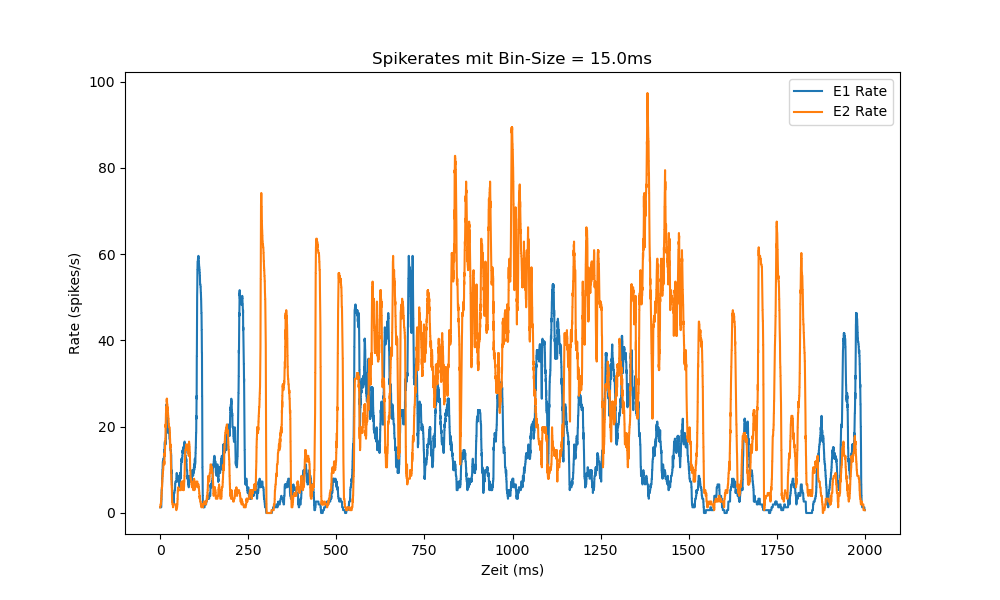 Spikerates mit Bin-Size = 15.0ms
E1 Rate
E2 Rate
Rate (spikes/s)
100
80
60
40
20
0
0 250 500 750 1000 1250 1500 1750 2000
Zeit (ms)